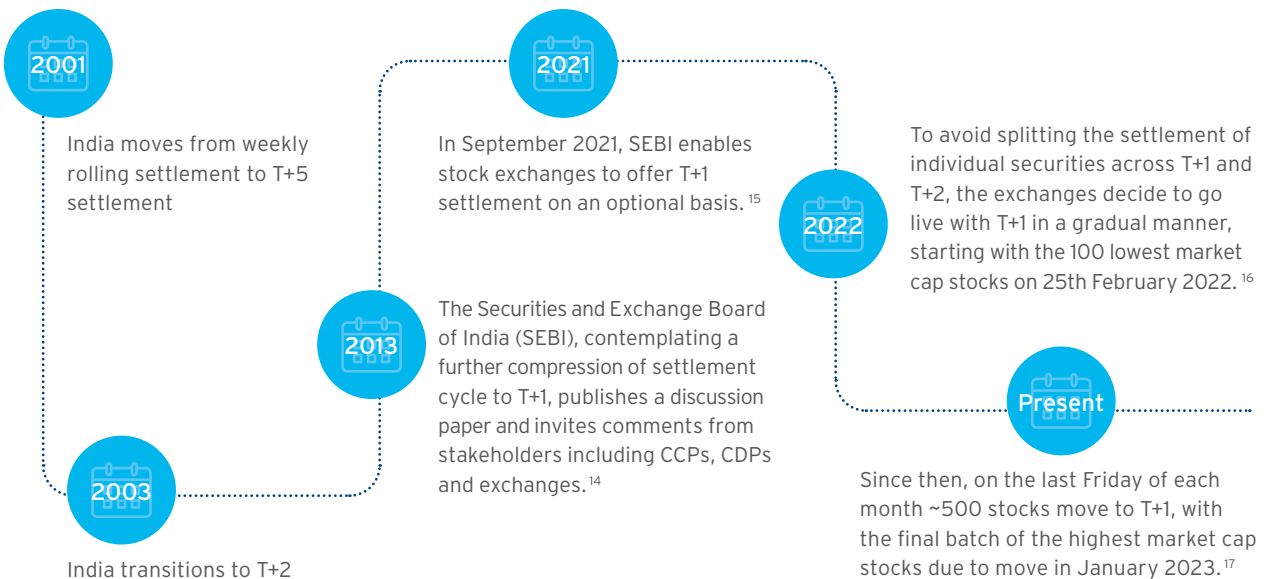 2001
India moves from weekly
rolling settlement to T+5
settlement
2003
India transitions to T+2
2013
The Securities and Exchange Board
of India (SEBI), contemplating a
further compression of settlement
cycle to T+1, publishes a discussion
paper and invites comments from
stakeholders including CCPs, CDPs
and exchanges. 14
2021
In September 2021, SEBI enables
stock exchanges to offer T+1
settlement on an optional basis. 15
2022
To avoid splitting the settlement of
individual securities across T+1 and
T+2, the exchanges decide to go
live with T+1 in a gradual manner,
starting with the 100 lowest market
cap stocks on 25th February 2022. 16
Present
Since then, on the last Friday of each
month ~500 stocks move to T+1, with
the final batch of the highest market cap
stocks due to move in January 2023. 17